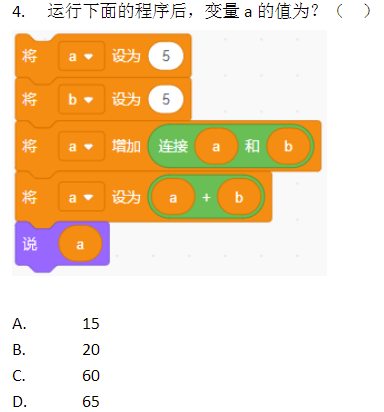 4. 运行下面的程序后，变量 a 的值为？（ ）
将 a 设为 5
将 b 设为 5
将 a 增加 连接 a 和 b
将 a 设为 a + b
说 a
A. 15
B. 20
C. 60
D. 65